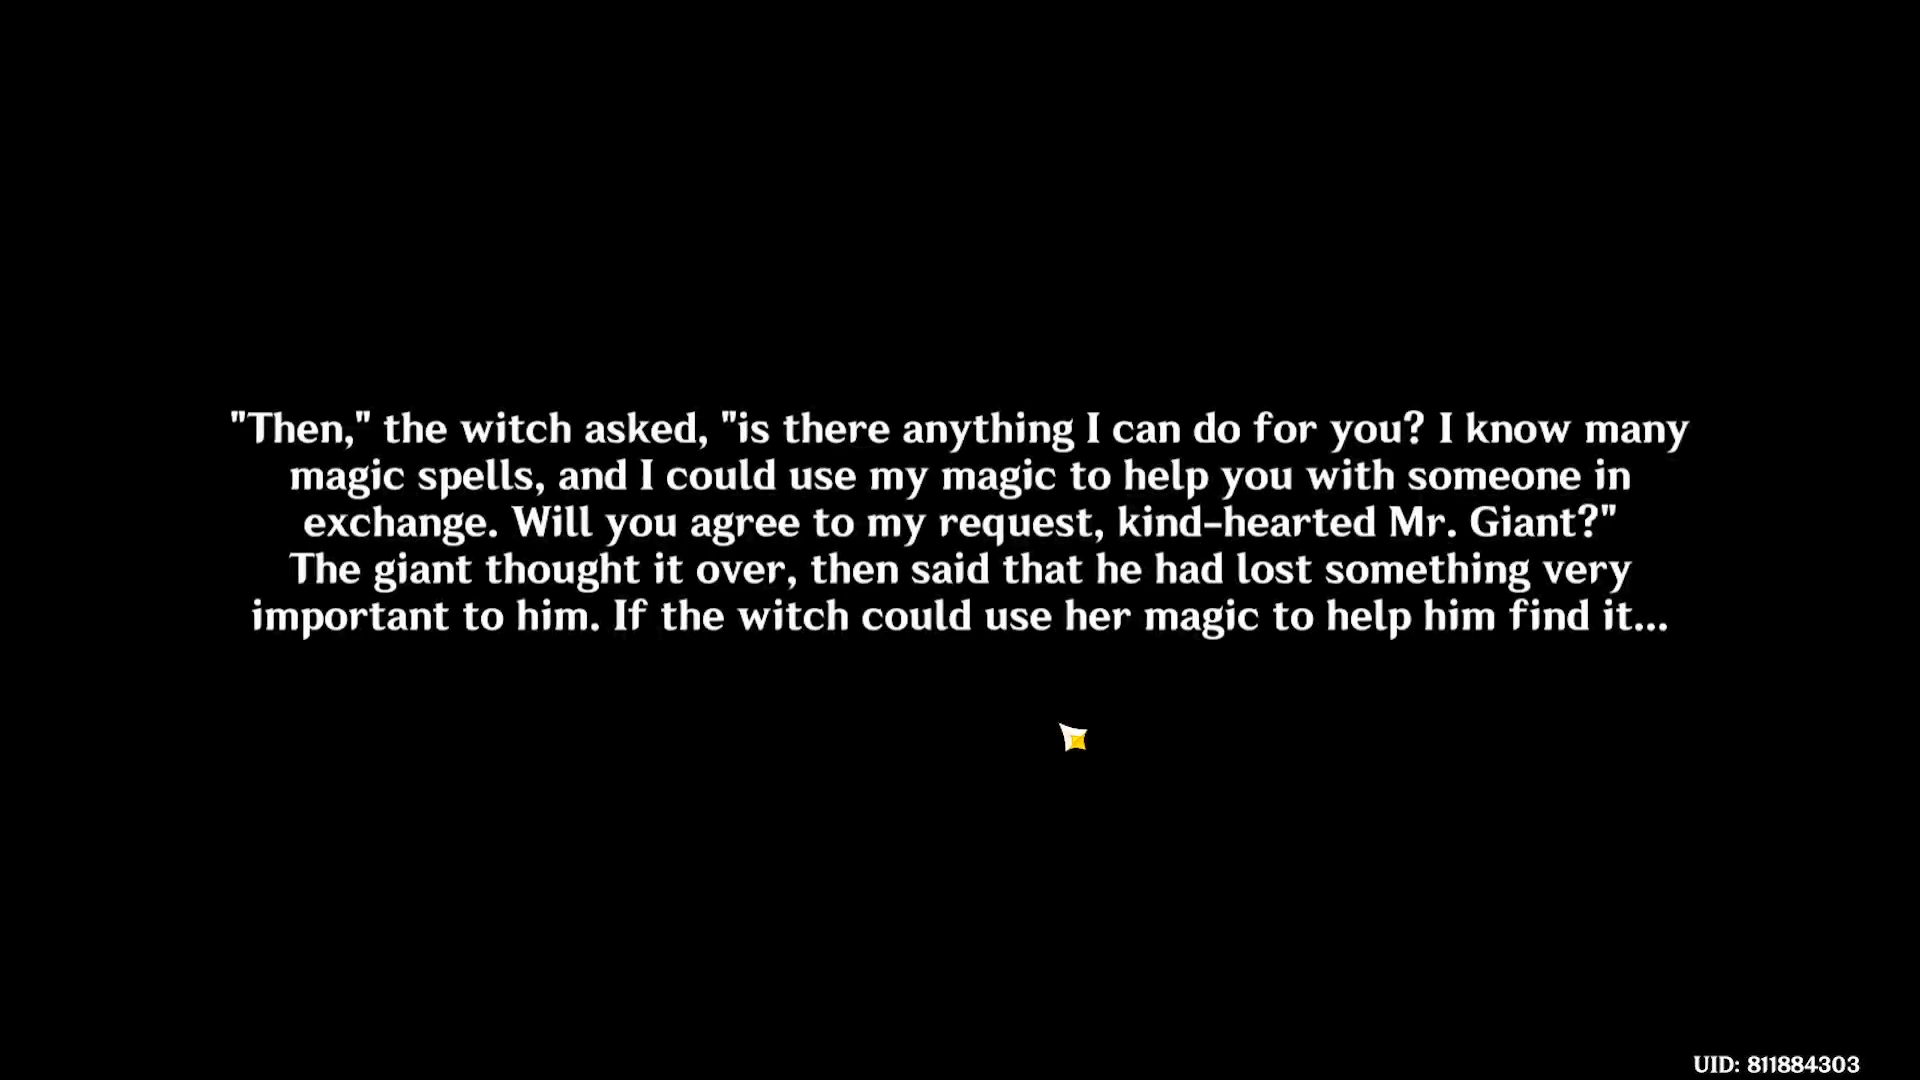 "Then," the witch asked, "is there anything I can do for you? I know many
magic spells, and I could use my magic to help you with someone in
exchange. Will you agree to my request, kind-hearted Mr. Giant?"
The giant thought it over, then said that he had lost something very
important to him. If the witch could use her magic to help him find it...
UID: 811884303